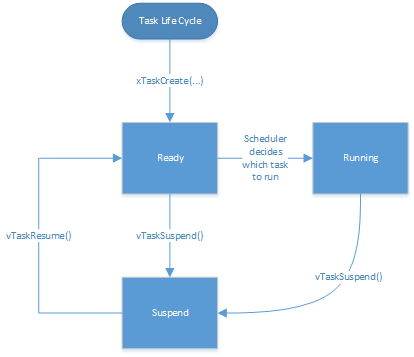 Task Life Cycle
xTaskCreate(...)
Ready
Scheduler
decides
which task
to run
Running
vTaskResume()
vTaskSuspend()
vTaskSuspend()
Suspend